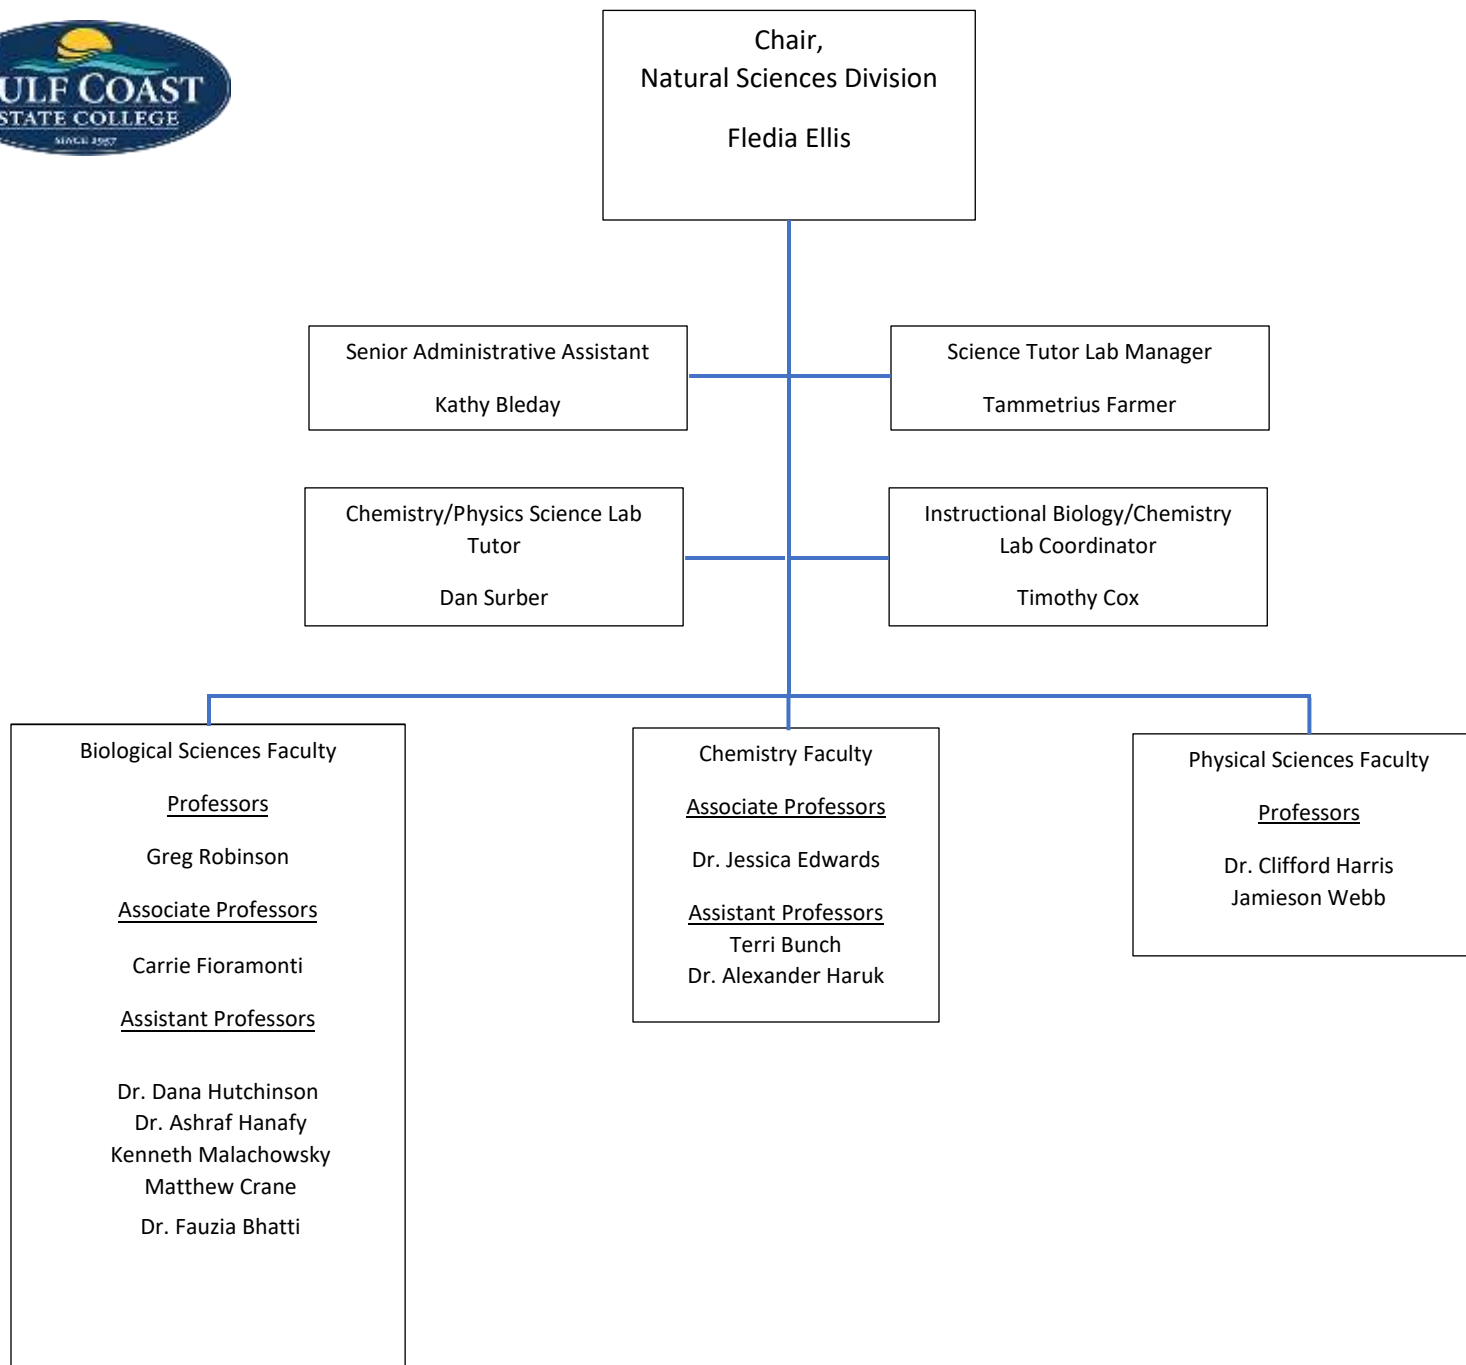 ULF COAST
STATE COLLEGE
SINCE 1957
Chair,
Natural Sciences Division
Fledia Ellis
Senior Administrative Assistant
Kathy Bleday
Science Tutor Lab Manager
Tammetrius Farmer
Chemistry/Physics Science Lab
Tutor
Dan Surber
Instructional Biology/Chemistry
Lab Coordinator
Timothy Cox
Biological Sciences Faculty
Professors
Greg Robinson
Associate Professors
Carrie Fioramonti
Assistant Professors
Dr. Dana Hutchinson
Dr. Ashraf Hanafy
Kenneth Malachowsky
Matthew Crane
Dr. Fauzia Bhatti
Chemistry Faculty
Associate Professors
Dr. Jessica Edwards
Assistant Professors
Terri Bunch
Dr. Alexander Haruk
Physical Sciences Faculty
Professors
Dr. Clifford Harris
Jamieson Webb